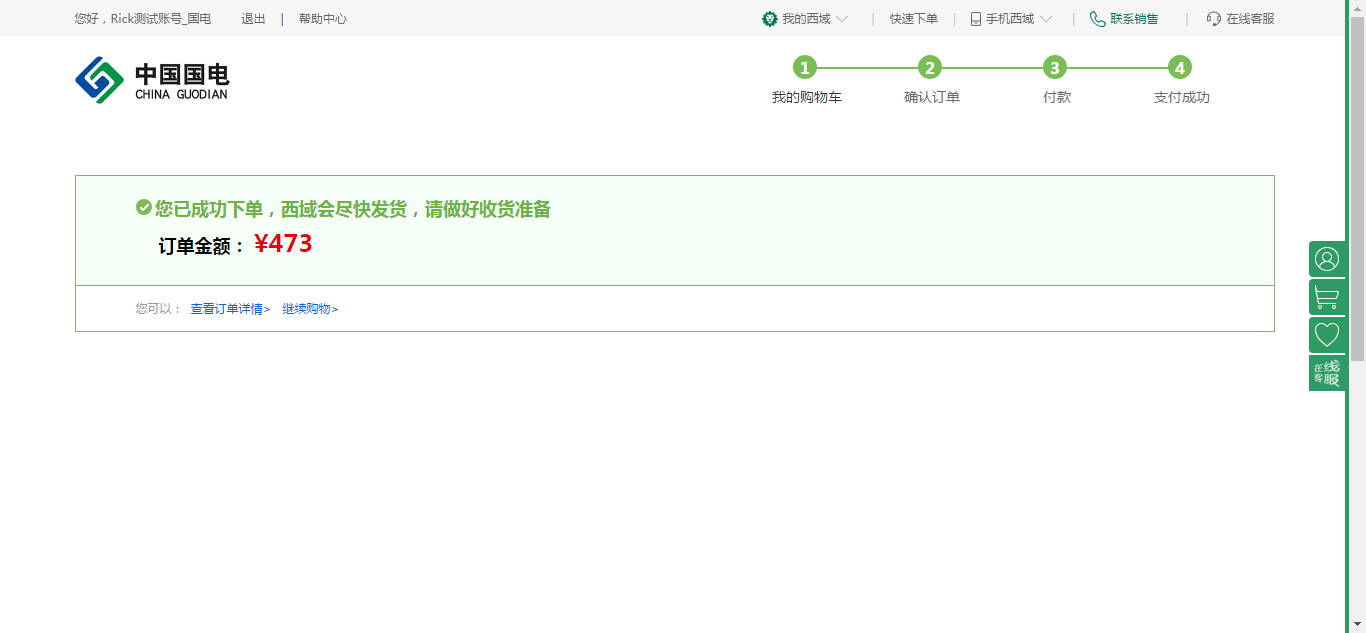 您好，Rick测试账号_国电 退出 | 帮助中心 我的西域 | 快速下单 | 手机西域 | 联系销售 | 在线客服
中国国电
CHINA GUODIAN
1 2 3 4
我的购物车 确认订单 付款 支付成功
您已成功下单，西域会尽快发货，请做好收货准备
订单金额： ¥473
您可以： 查看订单详情> 继续购物>
在线客服